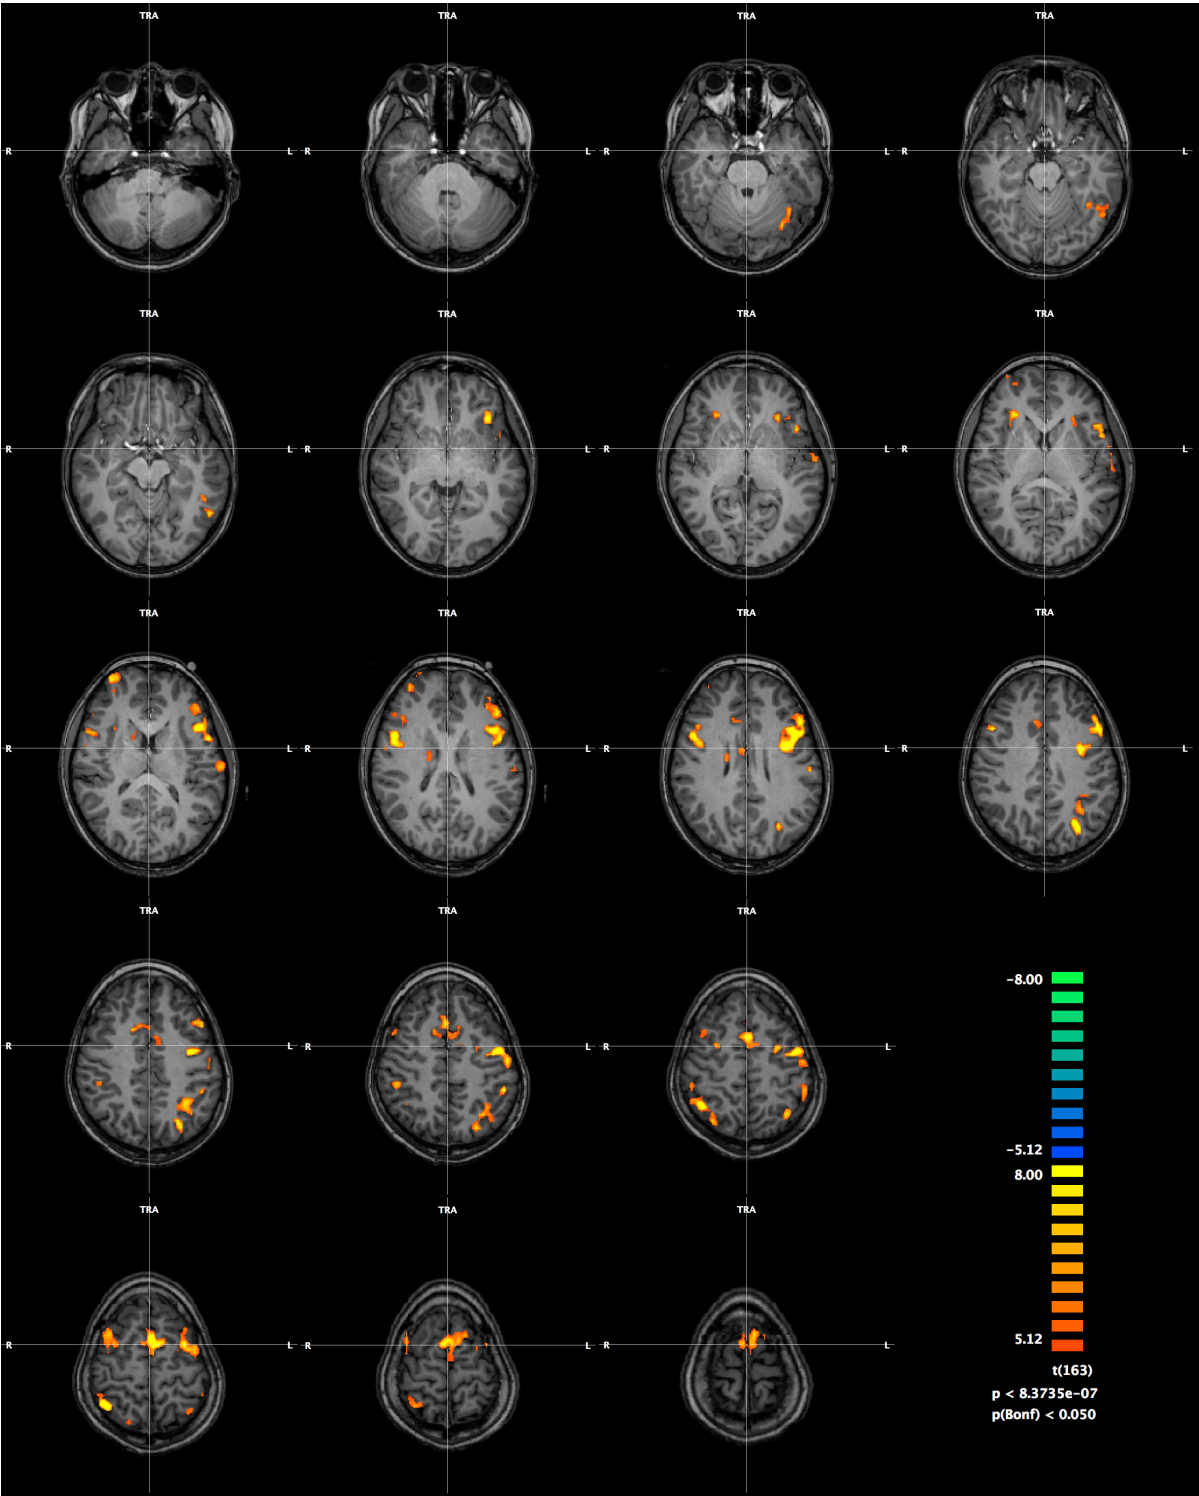 TRA TRA TRA TRA
R L R L R L R L
TRA TRA TRA TRA
R L R L R L R L
TRA TRA TRA TRA
R L R L R L R L
TRA TRA TRA
R L R L R L
-8.00
-5.12
8.00
5.12
t(163)
p < 8.3735e-07
p(Bonf) < 0.050
TRA TRA TRA
R L R L R L